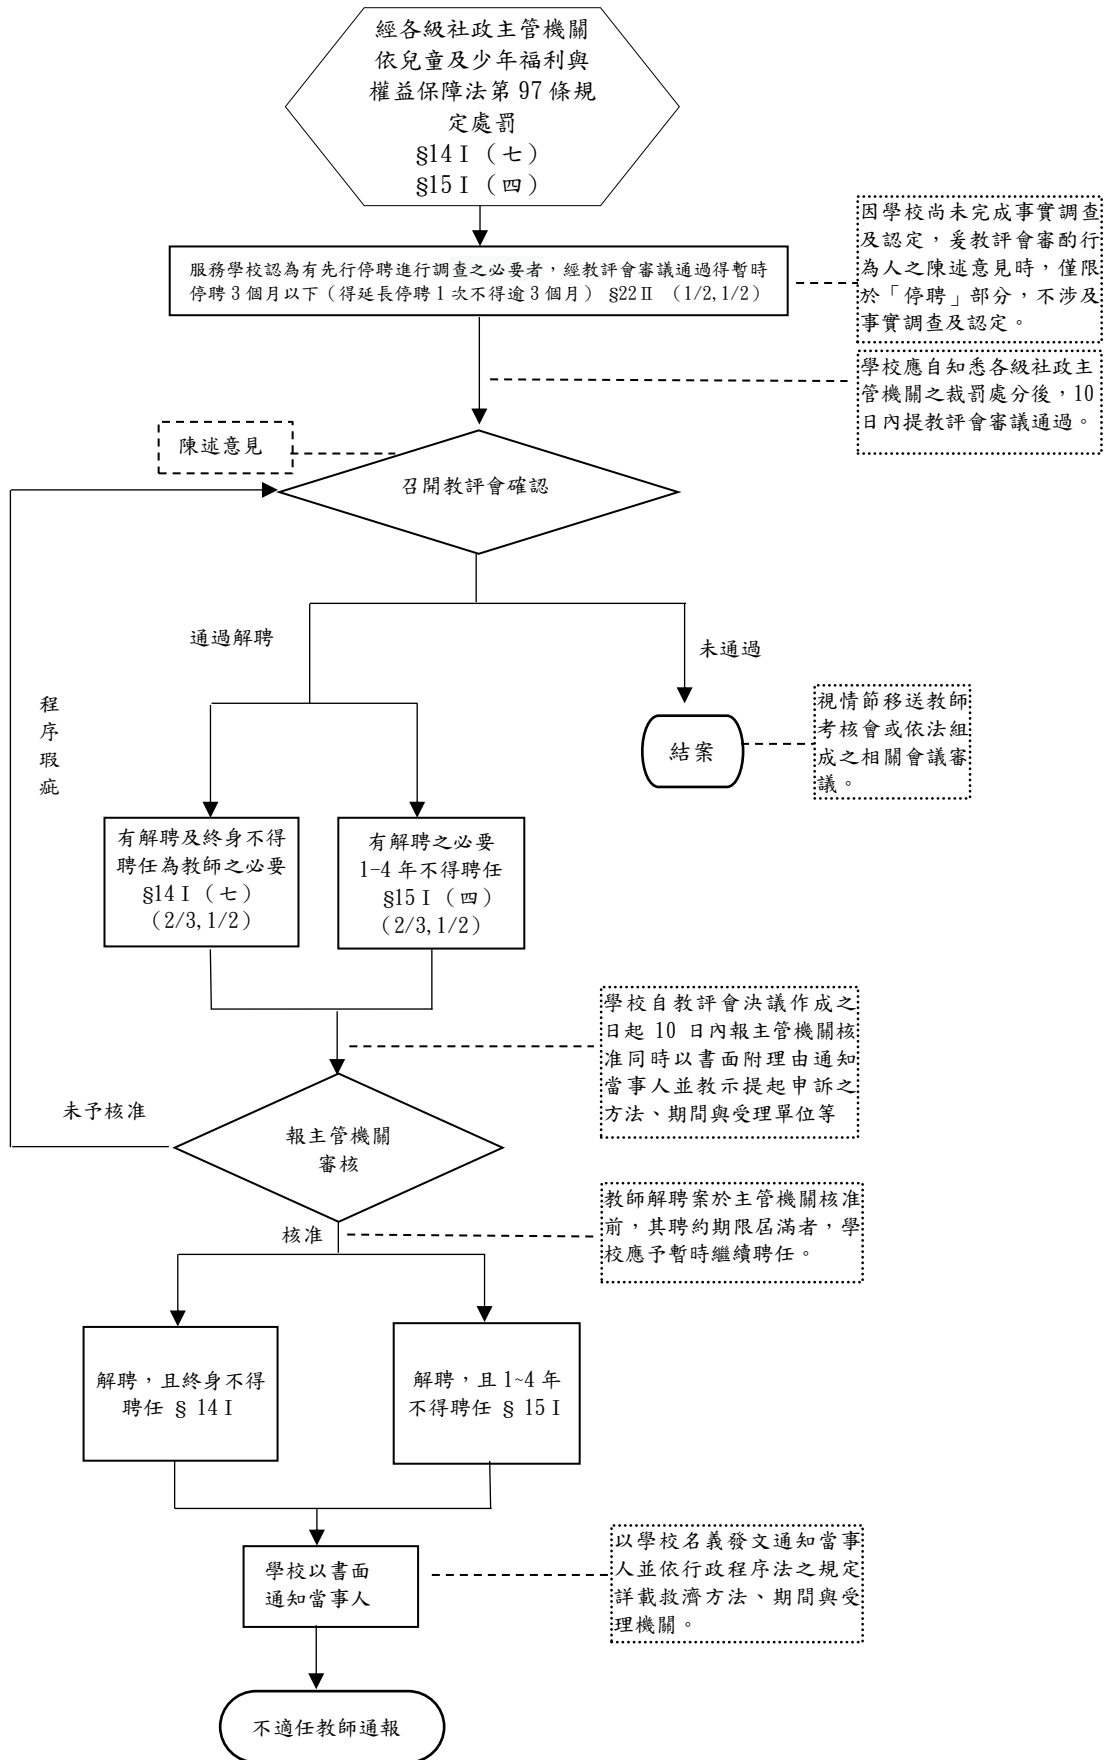 經各級社政主管機關
依兒童及少年福利與
權益保障法第 97 條規
定處罰
§14Ⅰ（七）
§15Ⅰ（四）
服務學校認為有先行停聘進行調查之必要者，經教評會審議通過得暫時
停聘 3 個月以下（得延長停聘 1 次不得逾 3 個月） §22Ⅱ （1/2, 1/2）
因學校尚未完成事實調查
及認定，爰教評會審酌行
為人之陳述意見時，僅限
於「停聘」部分，不涉及
事實調查及認定。
學校應自知悉各級社政主
管機關之裁罰處分後，10
日內提教評會審議通過。
陳述意見
召開教評會確認
通過解聘
未通過
程
序
瑕
疵
結案
視情節移送教師
考核會或依法組
成之相關會議審
議。
有解聘及終身不得
聘任為教師之必要
§14Ⅰ（七）
（2/3, 1/2）
有解聘之必要
1-4 年不得聘任
§15Ⅰ（四）
（2/3, 1/2）
學校自教評會決議作成之
日起 10 日內報主管機關核
准同時以書面附理由通知
當事人並教示提起申訴之
方法、期間與受理單位等
未予核准
報主管機關
審核
核准
教師解聘案於主管機關核准
前，其聘約期限屆滿者，學
校應予暫時繼續聘任。
解聘，且終身不得
聘任 § 14Ⅰ
解聘，且 1~4 年
不得聘任 § 15Ⅰ
學校以書面
通知當事人
以學校名義發文通知當事
人並依行政程序法之規定
詳載救濟方法、期間與受
理機關。
不適任教師通報